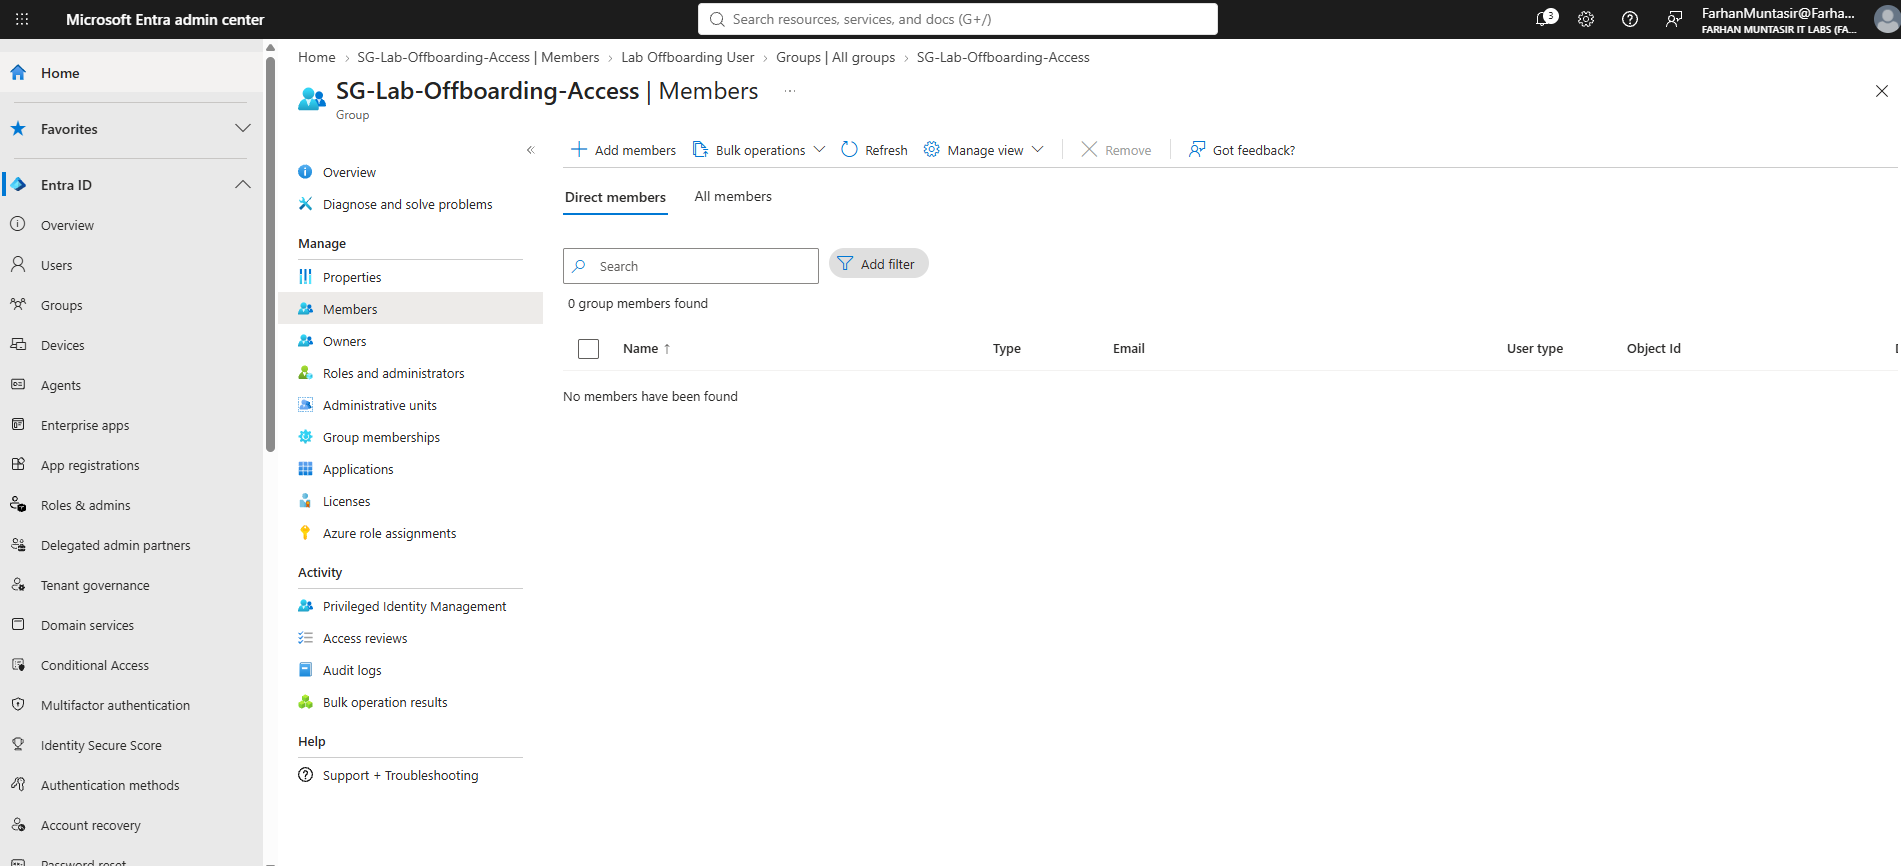 Microsoft Entra admin center
Search resources, services, and docs (G+/)
3
FarhanMuntasir@Farha...
FARHAN MUNTASIR IT LABS (FA...
Home
Favorites
Entra ID
Overview
Users
Groups
Devices
Agents
Enterprise apps
App registrations
Roles & admins
Delegated admin partners
Tenant governance
Domain services
Conditional Access
Multifactor authentication
Identity Secure Score
Authentication methods
Account recovery
Password reset
Home > SG-Lab-Offboarding-Access | Members > Lab Offboarding User > Groups | All groups > SG-Lab-Offboarding-Access
SG-Lab-Offboarding-Access | Members ...
Group
Overview
Diagnose and solve problems
Manage
Properties
Members
Owners
Roles and administrators
Administrative units
Group memberships
Applications
Licenses
Azure role assignments
Activity
Privileged Identity Management
Access reviews
Audit logs
Bulk operation results
Help
Support + Troubleshooting
Add members Bulk operations Refresh Manage view Remove Got feedback?
Direct members All members
Search Add filter
0 group members found
Name ↑ Type Email User type Object Id
No members have been found